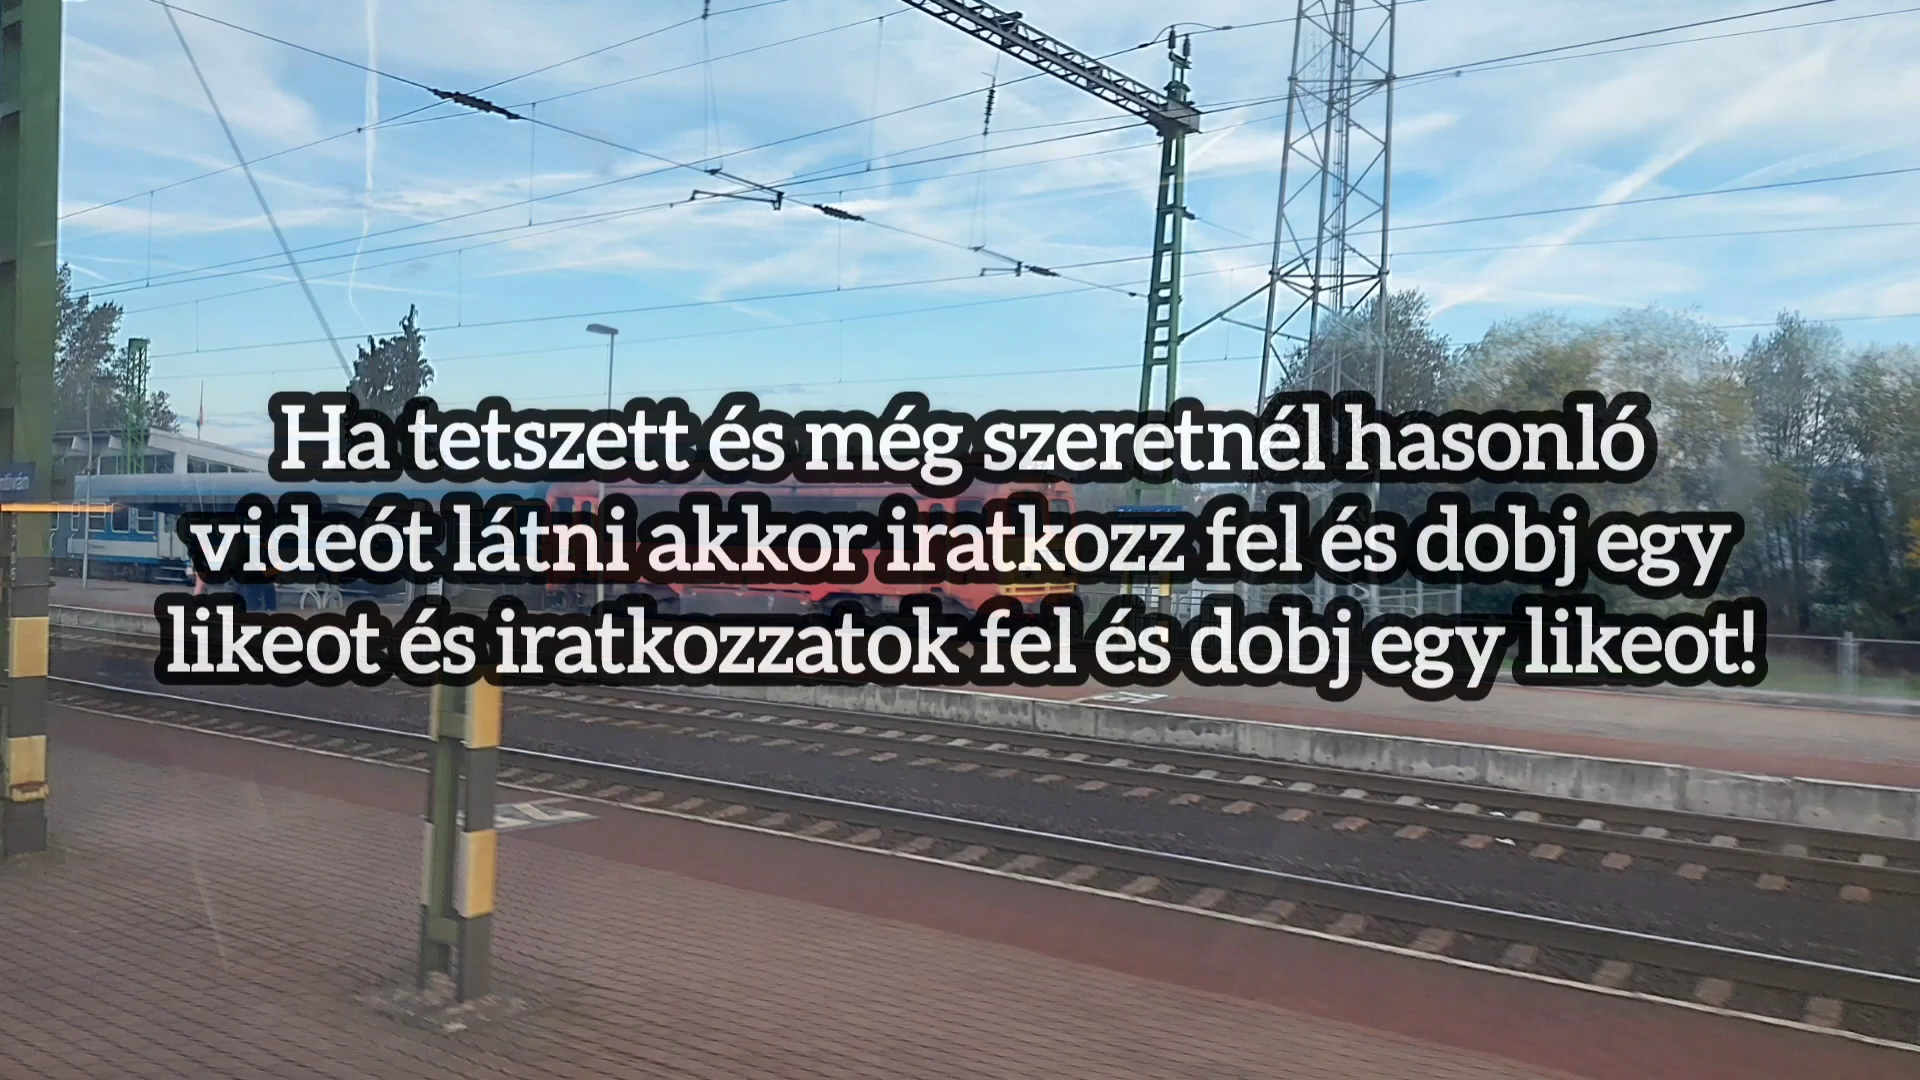 Ha tetszett és még szeretnél hasonló
videót látni akkor iratkozz fel és dobj egy
likeot és iratkozzatok fel és dobj egy likeot!